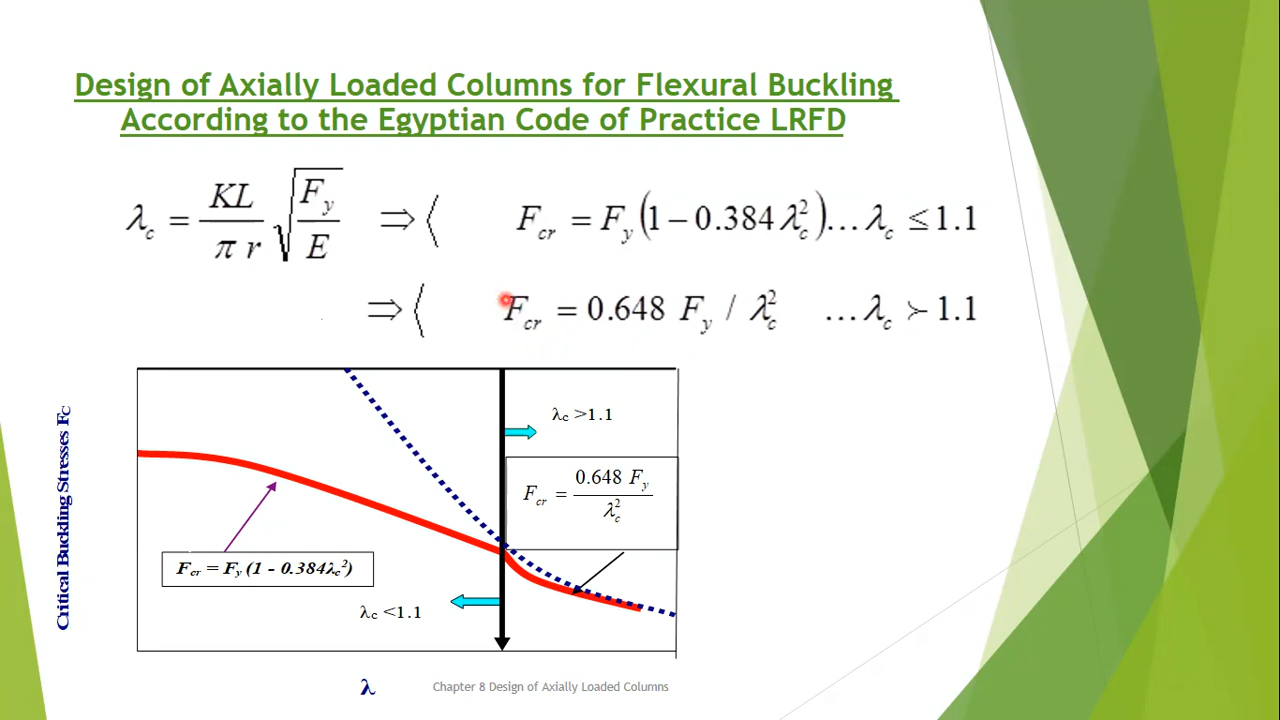 Design of Axially Loaded Columns for Flexural Buckling
According to the Egyptian Code of Practice LRFD
λc = KL / π r √(Fy / E) ⇒ ⟨ Fcr = Fy (1 − 0.384 λc²)...λc ≤ 1.1
⇒ ⟨ Fcr = 0.648 Fy / λc² ...λc ≻ 1.1
Critical Buckling Stresses FC
λc >1.1
Fcr = 0.648 Fy / λc²
Fcr = Fy (1 - 0.384λc²)
λc <1.1
λ
Chapter 8 Design of Axially Loaded Columns